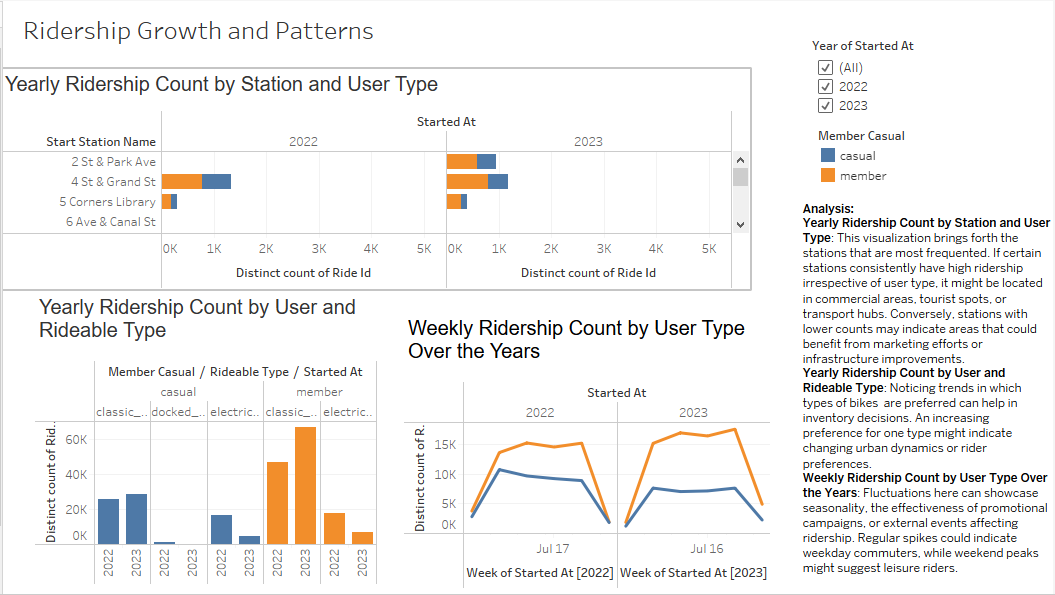 Ridership Growth and Patterns
Yearly Ridership Count by Station and User Type
Started At
Start Station Name
2022
2023
2 St & Park Ave
4 St & Grand St
5 Corners Library
6 Ave & Canal St
0K 1K 2K 3K 4K 5K 0K 1K 2K 3K 4K 5K
Distinct count of Ride Id
Distinct count of Ride Id
Yearly Ridership Count by User and
Rideable Type
Member Casual / Rideable Type / Started At
casual
member
classic_.. docked_.. electric.. classic_.. electric..
Distinct count of Rid..
60K
40K
20K
0K
2022 2023 2022 2023 2022 2023 2022 2023 2022 2023
Weekly Ridership Count by User Type
Over the Years
Started At
2022
2023
Distinct count of R..
15K
10K
5K
0K
Jul 17
Jul 16
Week of Started At [2022]
Week of Started At [2023]
Year of Started At
(All)
2022
2023
Member Casual
casual
member
Analysis:
Yearly Ridership Count by Station and User
Type: This visualization brings forth the
stations that are most frequented. If certain
stations consistently have high ridership
irrespective of user type, it might be located
in commercial areas, tourist spots, or
transport hubs. Conversely, stations with
lower counts may indicate areas that could
benefit from marketing efforts or
infrastructure improvements.
Yearly Ridership Count by User and
Rideable Type: Noticing trends in which
types of bikes are preferred can help in
inventory decisions. An increasing
preference for one type might indicate
changing urban dynamics or rider
preferences.
Weekly Ridership Count by User Type Over
the Years: Fluctuations here can showcase
seasonality, the effectiveness of promotional
campaigns, or external events affecting
ridership. Regular spikes could indicate
weekday commuters, while weekend peaks
might suggest leisure riders.